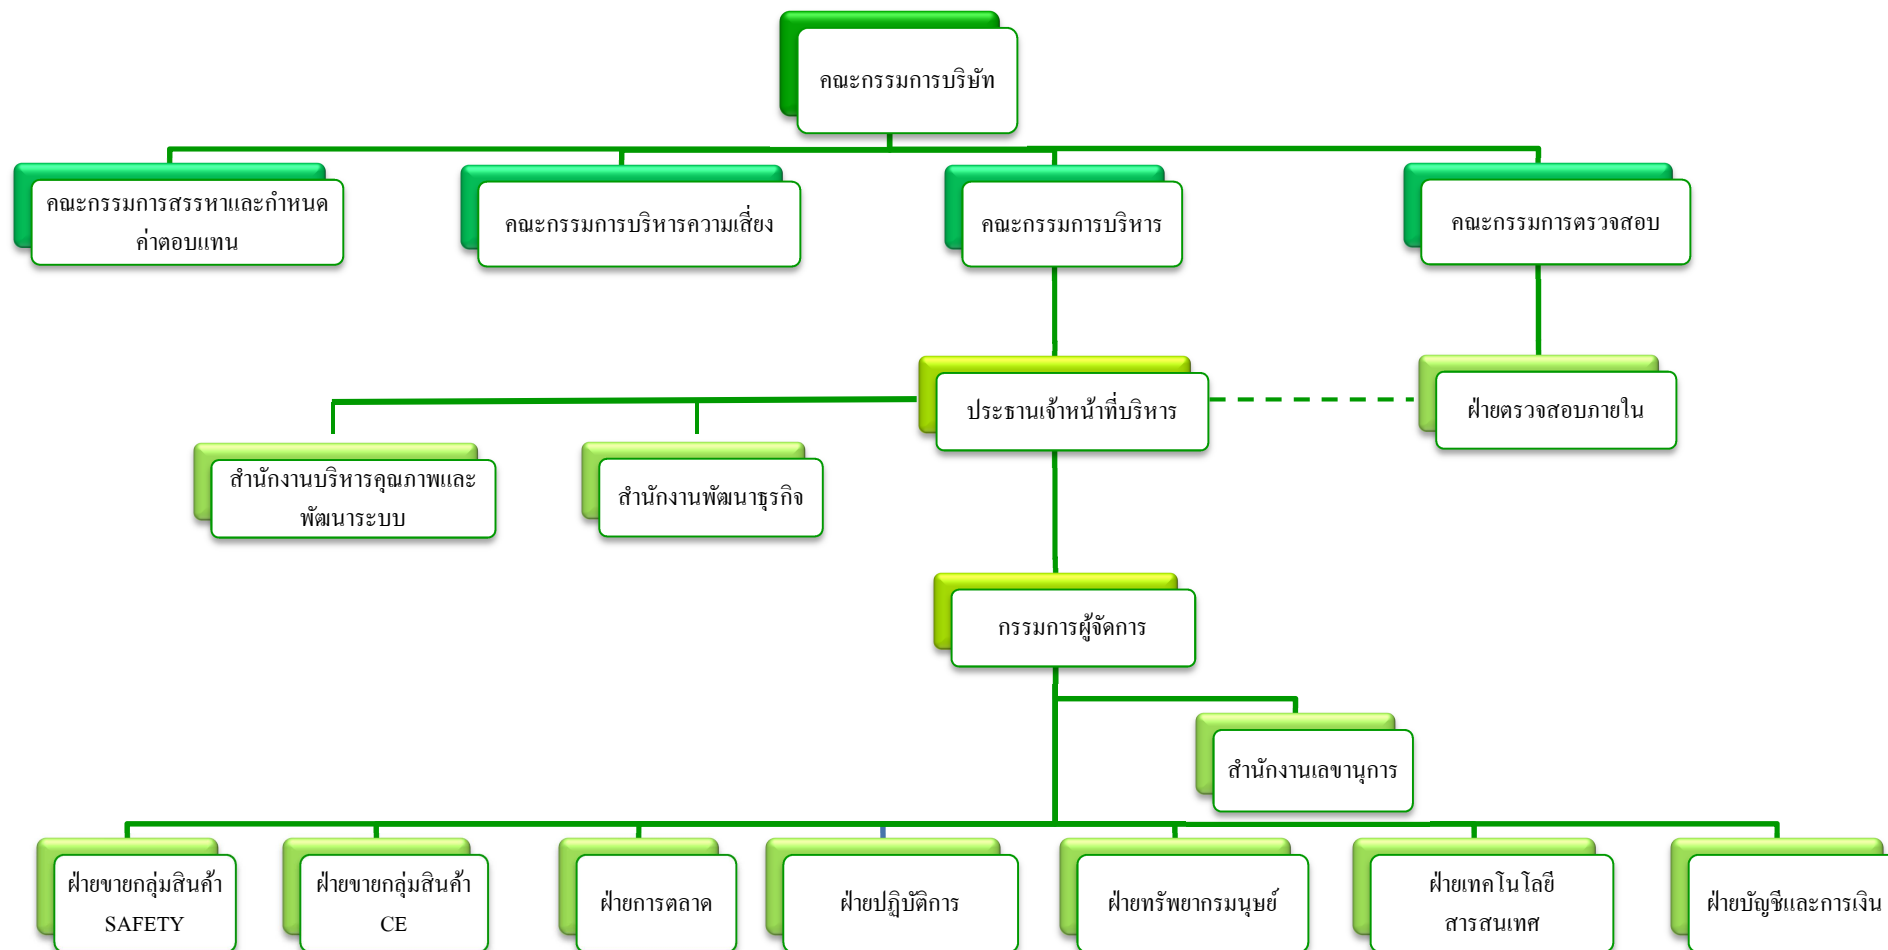 คณะกรรมการบริษัท
คณะกรรมการสรรหาและกำหนด
ค่าตอบแทน
คณะกรรมการบริหารความเสี่ยง
คณะกรรมการบริหาร
คณะกรรมการตรวจสอบ
ประธานเจ้าหน้าที่บริหาร
ฝ่ายตรวจสอบภายใน
สำนักงานบริหารคุณภาพและ
พัฒนาระบบ
สำนักงานพัฒนาธุรกิจ
กรรมการผู้จัดการ
สำนักงานเลขานุการ
ฝ่ายขายกลุ่มสินค้า
SAFETY
ฝ่ายขายกลุ่มสินค้า
CE
ฝ่ายการตลาด
ฝ่ายปฏิบัติการ
ฝ่ายทรัพยากรมนุษย์
ฝ่ายเทคโนโลยี
สารสนเทศ
ฝ่ายบัญชีและการเงิน